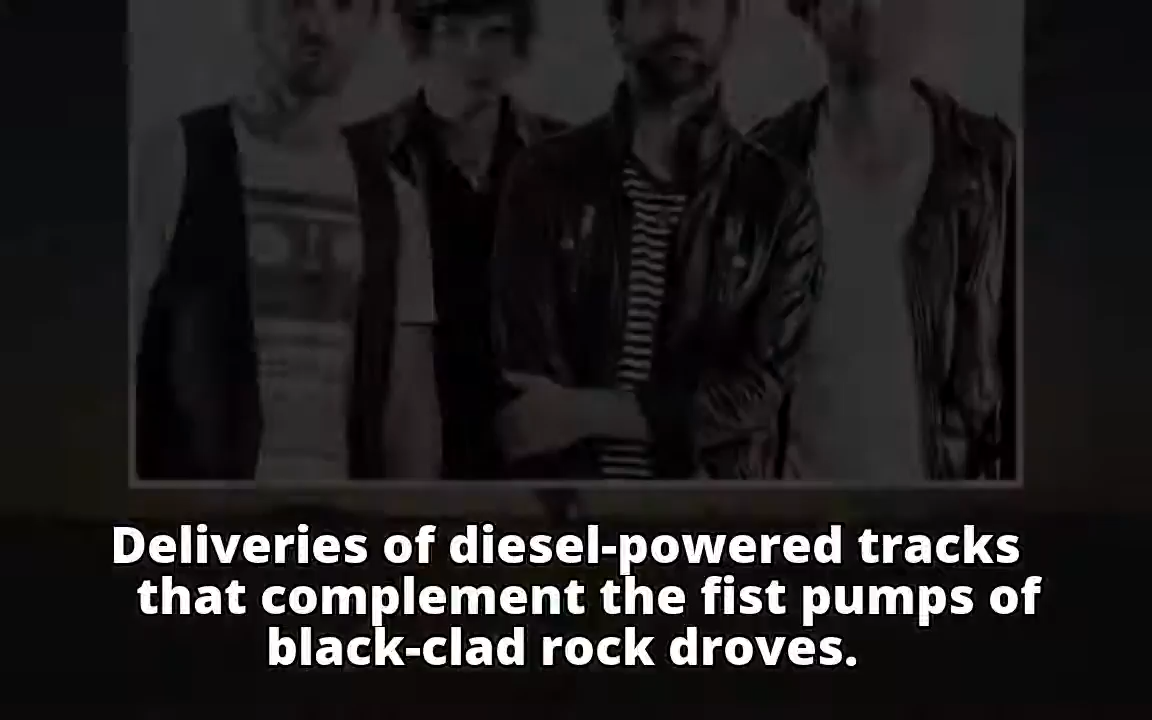 Deliveries of diesel-powered tracks
that complement the fist pumps of
black-clad rock droves.